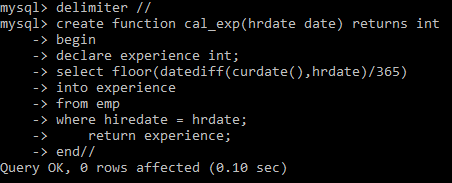 mysql> delimiter //
mysql> create function cal_exp(hrdate date) returns int
    -> begin
    -> declare experience int;
    -> select floor(datediff(curdate(),hrdate)/365)
    -> into experience
    -> from emp
    -> where hiredate = hrdate;
    ->     return experience;
    -> end//
Query OK, 0 rows affected (0.10 sec)